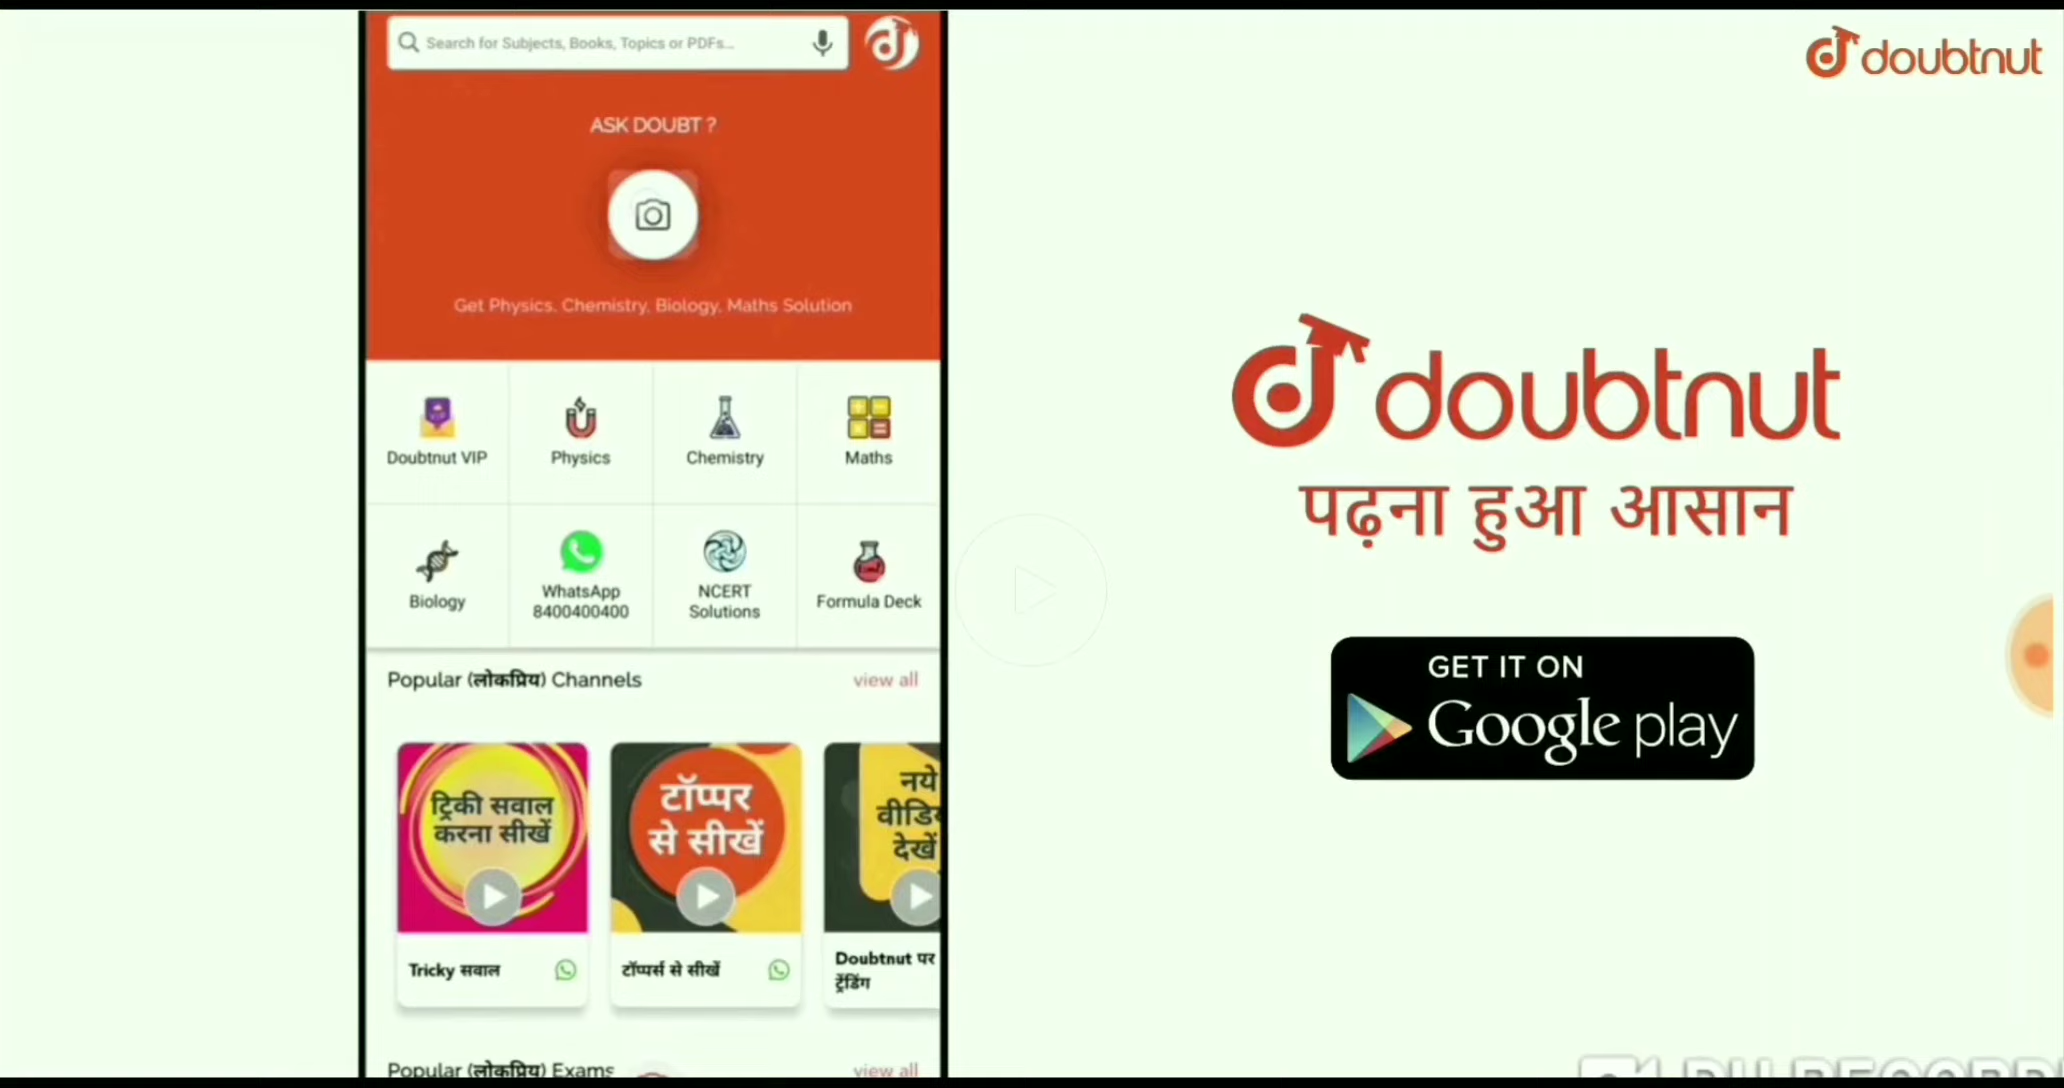 Search for Subjects, Books, Topics or PDFs...
doubtnut
ASK DOUBT ?
Get Physics, Chemistry, Biology, Maths Solution
Doubtnut VIP
Physics
Chemistry
Maths
Biology
WhatsApp
8400400400
NCERT
Solutions
Formula Deck
Popular (लोकप्रिय) Channels
view all
ट्रिकी सवाल
करना सीखें
टॉप्पर
से सीखें
नये
देखें
Tricky सवाल
टॉप्पर्स से सीखें
Doubtnut पर
ट्रेंडिंग
Popular (लोकप्रिय) Exams
view all
doubtnut
पढ़ना हुआ आसान
GET IT ON
Google play